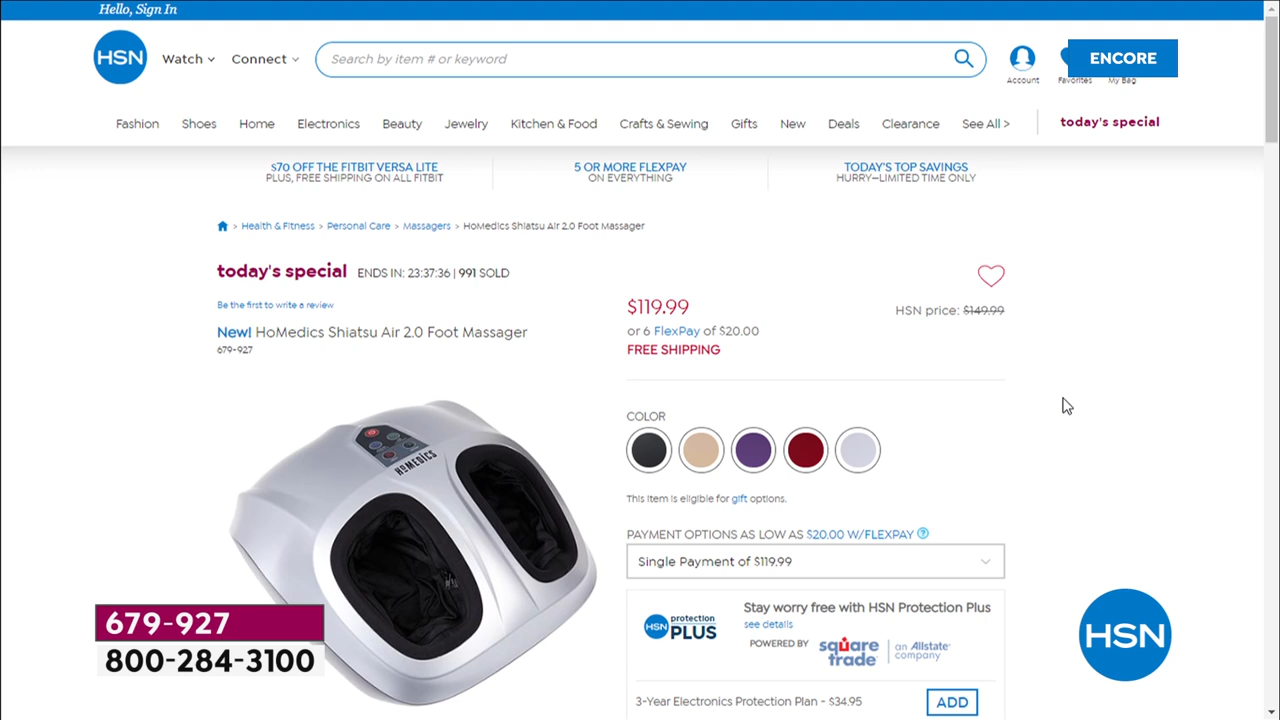 Hello, Sign In
HSN
Watch
Connect
Search by item # or keyword
ENCORE
Account
Favorites
My Bag
Fashion
Shoes
Home
Electronics
Beauty
Jewelry
Kitchen & Food
Crafts & Sewing
Gifts
New
Deals
Clearance
See All >
today's special
$70 OFF THE FITBIT VERSA LITE
PLUS, FREE SHIPPING ON ALL FITBIT
5 OR MORE FLEXPAY
ON EVERYTHING
TODAY'S TOP SAVINGS
HURRY—LIMITED TIME ONLY
> Health & Fitness > Personal Care > Massagers > HoMedics Shiatsu Air 2.0 Foot Massager
today's special ENDS IN: 23:37:36 | 991 SOLD
Be the first to write a review
New! HoMedics Shiatsu Air 2.0 Foot Massager
679-927
$119.99
HSN price: $149.99
or 6 FlexPay of $20.00
FREE SHIPPING
COLOR
This item is eligible for gift options.
PAYMENT OPTIONS AS LOW AS $20.00 W/FLEXPAY ?
Single Payment of $119.99
HSN protection
PLUS
Stay worry free with HSN Protection Plus
see details
POWERED BY
square
trade
an Allstate
company
3-Year Electronics Protection Plan - $34.95
ADD
HOMEDICS
679-927
800-284-3100
HSN